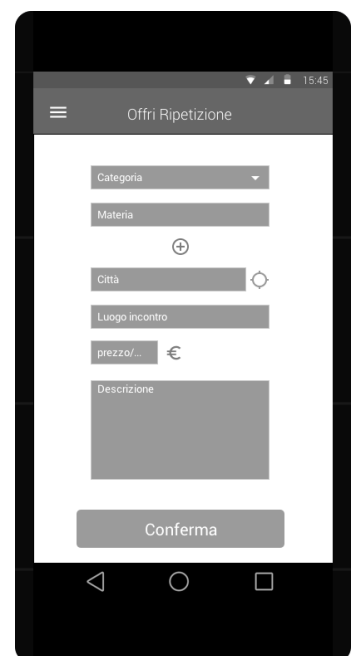 15:45
Offri Ripetizione
Categoria
Materia
Città
Luogo incontro
prezzo/... €
Descrizione
Conferma